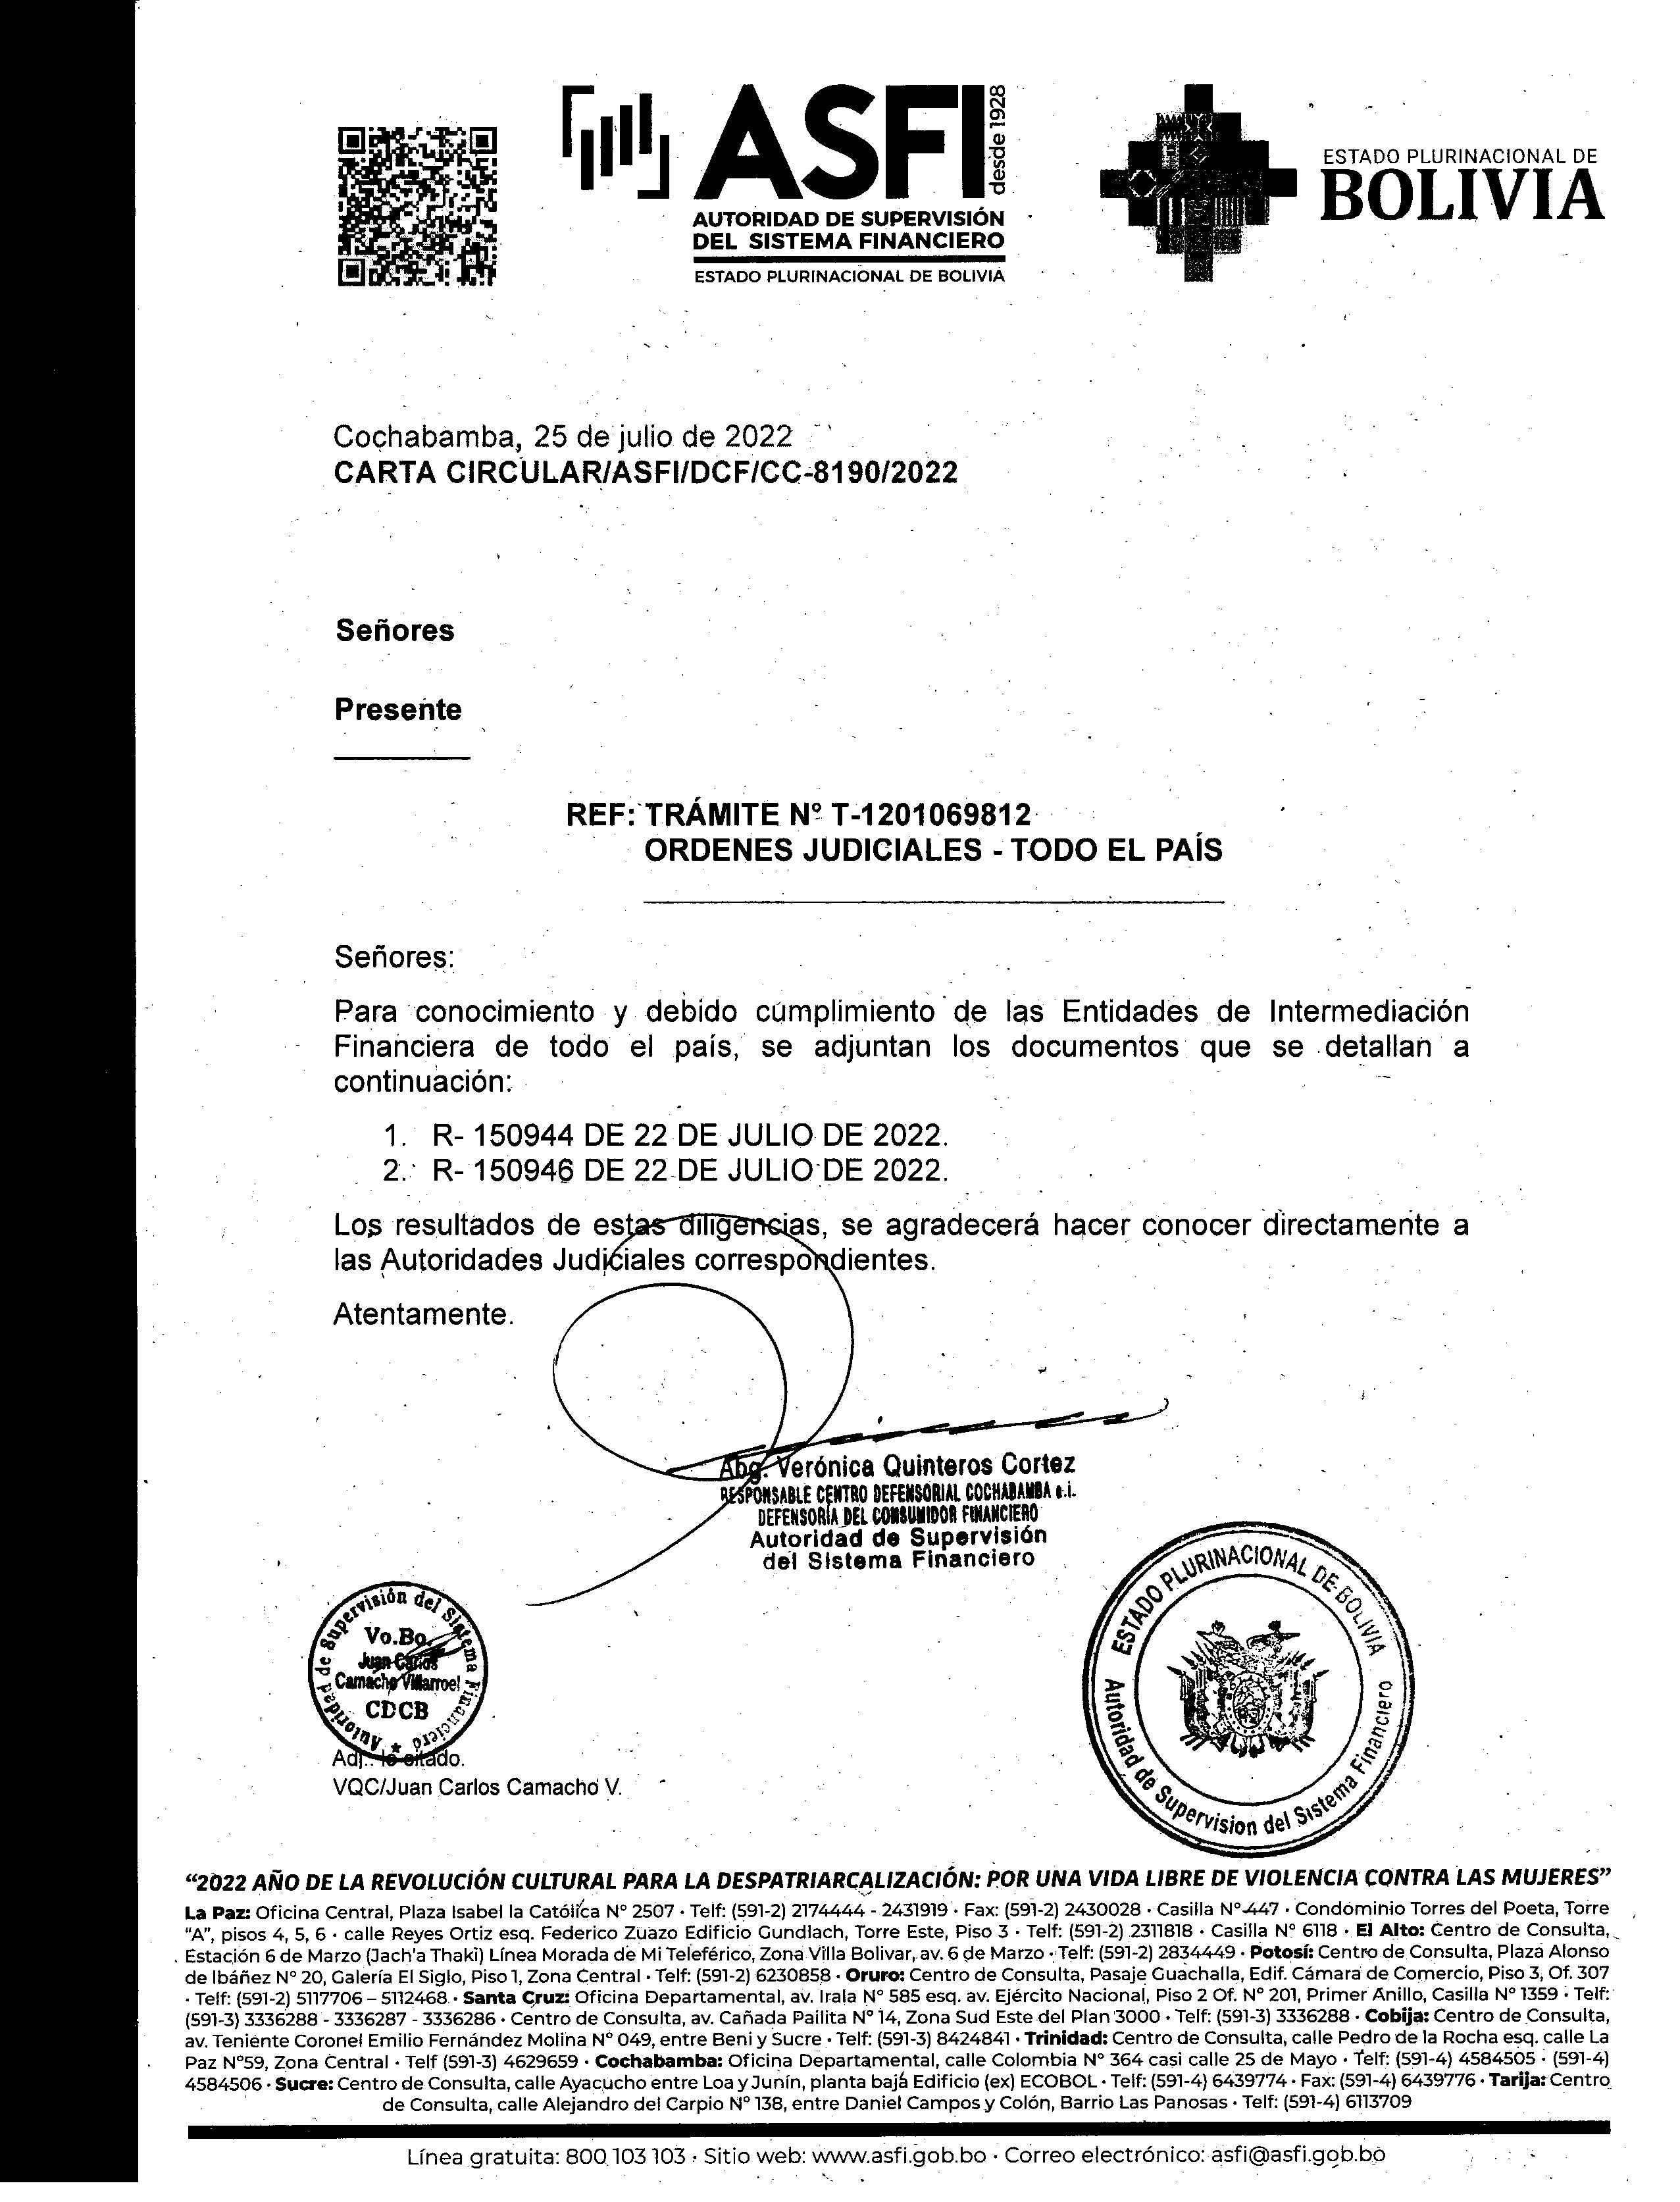 ASFI
desde 1928
AUTORIDAD DE SUPERVISIÓN
DEL SISTEMA FINANCIERO
ESTADO PLURINACIONAL DE BOLIVIA
ESTADO PLURINACIONAL DE
BOLIVIA
Cochabamba, 25 de julio de 2022
CARTA CIRCULAR/ASFI/DCF/CC-8190/2022
Señores
Presente
REF: TRÁMITE Nº T-1201069812
ORDENES JUDICIALES - TODO EL PAÍS
Señores:
Para conocimiento y debido cumplimiento de las Entidades de Intermediación
Financiera de todo el país, se adjuntan los documentos que se detallan a
continuación:
1. R- 150944 DE 22 DE JULIO DE 2022.
2. R- 150946 DE 22 DE JULIO DE 2022.
Los resultados de estas diligencias, se agradecerá hacer conocer directamente a
las Autoridades Judiciales correspondientes.
Atentamente.
Abg. Verónica Quinteros Cortez
RESPONSABLE CENTRO DEFENSORIAL COCHABAMBA a.i.
DEFENSORÍA DEL CONSUMIDOR FINANCIERO
Autoridad de Supervisión
del Sistema Financiero
Autoridad de Supervisión del Sistema Financiero
Vo.Bo.
Juan Carlos
Camacho Villarroel
CDCB
ESTADO PLURINACIONAL DE BOLIVIA
Autoridad de Supervision del Sistema Financiero
Adj.: lo citado.
VQC/Juan Carlos Camacho V.
“2022 AÑO DE LA REVOLUCIÓN CULTURAL PARA LA DESPATRIARCALIZACIÓN: POR UNA VIDA LIBRE DE VIOLENCIA CONTRA LAS MUJERES”
La Paz: Oficina Central, Plaza Isabel la Católica N° 2507 · Telf: (591-2) 2174444 - 2431919 · Fax: (591-2) 2430028 · Casilla N° 447 · Condominio Torres del Poeta, Torre
“A”, pisos 4, 5, 6 · calle Reyes Ortiz esq. Federico Zuazo Edificio Gundlach, Torre Este, Piso 3 · Telf: (591-2) 2311818 · Casilla N° 6118 · El Alto: Centro de Consulta,
Estación 6 de Marzo (Jach'a Thaki) Línea Morada de Mi Teleférico, Zona Villa Bolivar, av. 6 de Marzo · Telf: (591-2) 2834449 · Potosí: Centro de Consulta, Plaza Alonso
de Ibáñez N° 20, Galería El Siglo, Piso 1, Zona Central · Telf: (591-2) 6230858 · Oruro: Centro de Consulta, Pasaje Guachalla, Edif. Cámara de Comercio, Piso 3, Of. 307
· Telf: (591-2) 5117706 – 5112468 · Santa Cruz: Oficina Departamental, av. Irala N° 585 esq. av. Ejército Nacional, Piso 2 Of. N° 201, Primer Anillo, Casilla N° 1359 · Telf:
(591-3) 3336288 - 3336287 - 3336286 · Centro de Consulta, av. Cañada Pailita N° 14, Zona Sud Este del Plan 3000 · Telf: (591-3) 3336288 · Cobija: Centro de Consulta,
av. Teniente Coronel Emilio Fernández Molina N° 049, entre Beni y Sucre · Telf: (591-3) 8424841 · Trinidad: Centro de Consulta, calle Pedro de la Rocha esq. calle La
Paz N°59, Zona Central · Telf (591-3) 4629659 · Cochabamba: Oficina Departamental, calle Colombia N° 364 casi calle 25 de Mayo · Telf: (591-4) 4584505 · (591-4)
4584506 · Sucre: Centro de Consulta, calle Ayacucho entre Loa y Junín, planta baja Edificio (ex) ECOBOL · Telf: (591-4) 6439774 · Fax: (591-4) 6439776 · Tarija: Centro
de Consulta, calle Alejandro del Carpio N° 138, entre Daniel Campos y Colón, Barrio Las Panosas · Telf: (591-4) 6113709
Línea gratuita: 800 103 103 · Sitio web: www.asfi.gob.bo · Correo electrónico: asfi@asfi.gob.bo